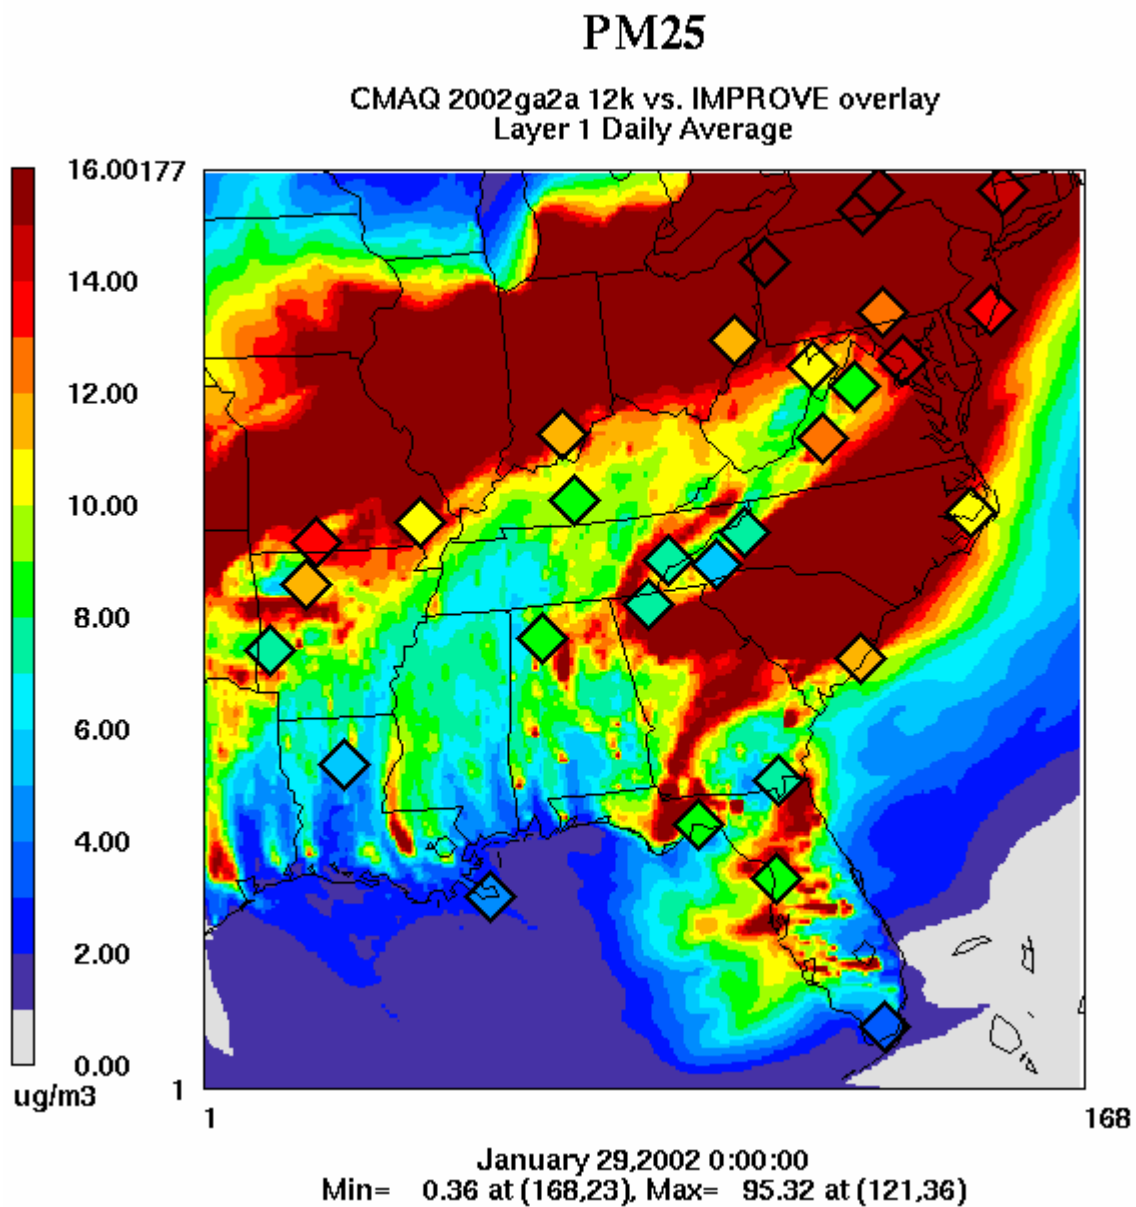 PM25
CMAQ 2002ga2a 12k vs. IMPROVE overlay
Layer 1 Daily Average
16.00 177
14.00
12.00
10.00
8.00
6.00
4.00
2.00
0.00
ug/m3
1
1 168
January 29,2002 0:00:00
Min= 0.36 at (168,23), Max= 95.32 at (121,36)